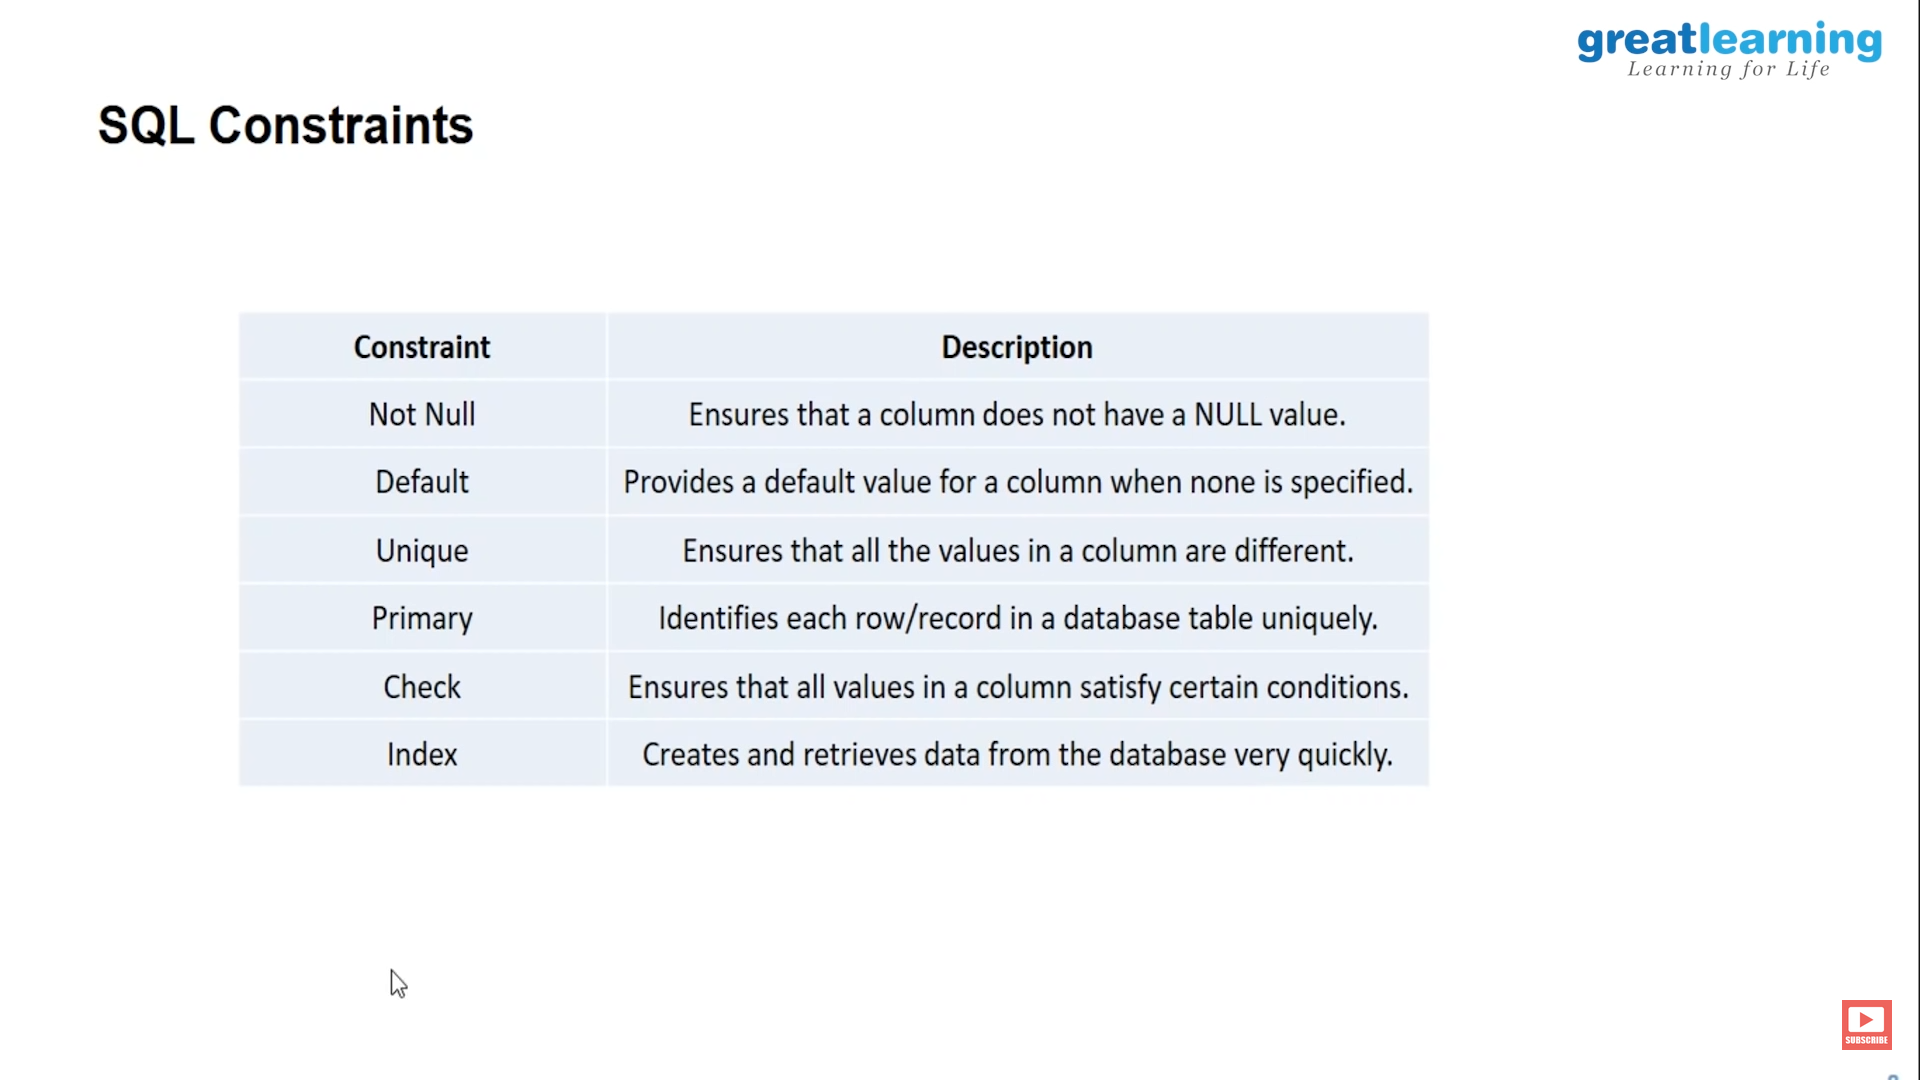 greatlearning
Learning for Life
SQL Constraints
Constraint Description
Not Null Ensures that a column does not have a NULL value.
Default Provides a default value for a column when none is specified.
Unique Ensures that all the values in a column are different.
Primary Identifies each row/record in a database table uniquely.
Check Ensures that all values in a column satisfy certain conditions.
Index Creates and retrieves data from the database very quickly.
SUBSCRIBE